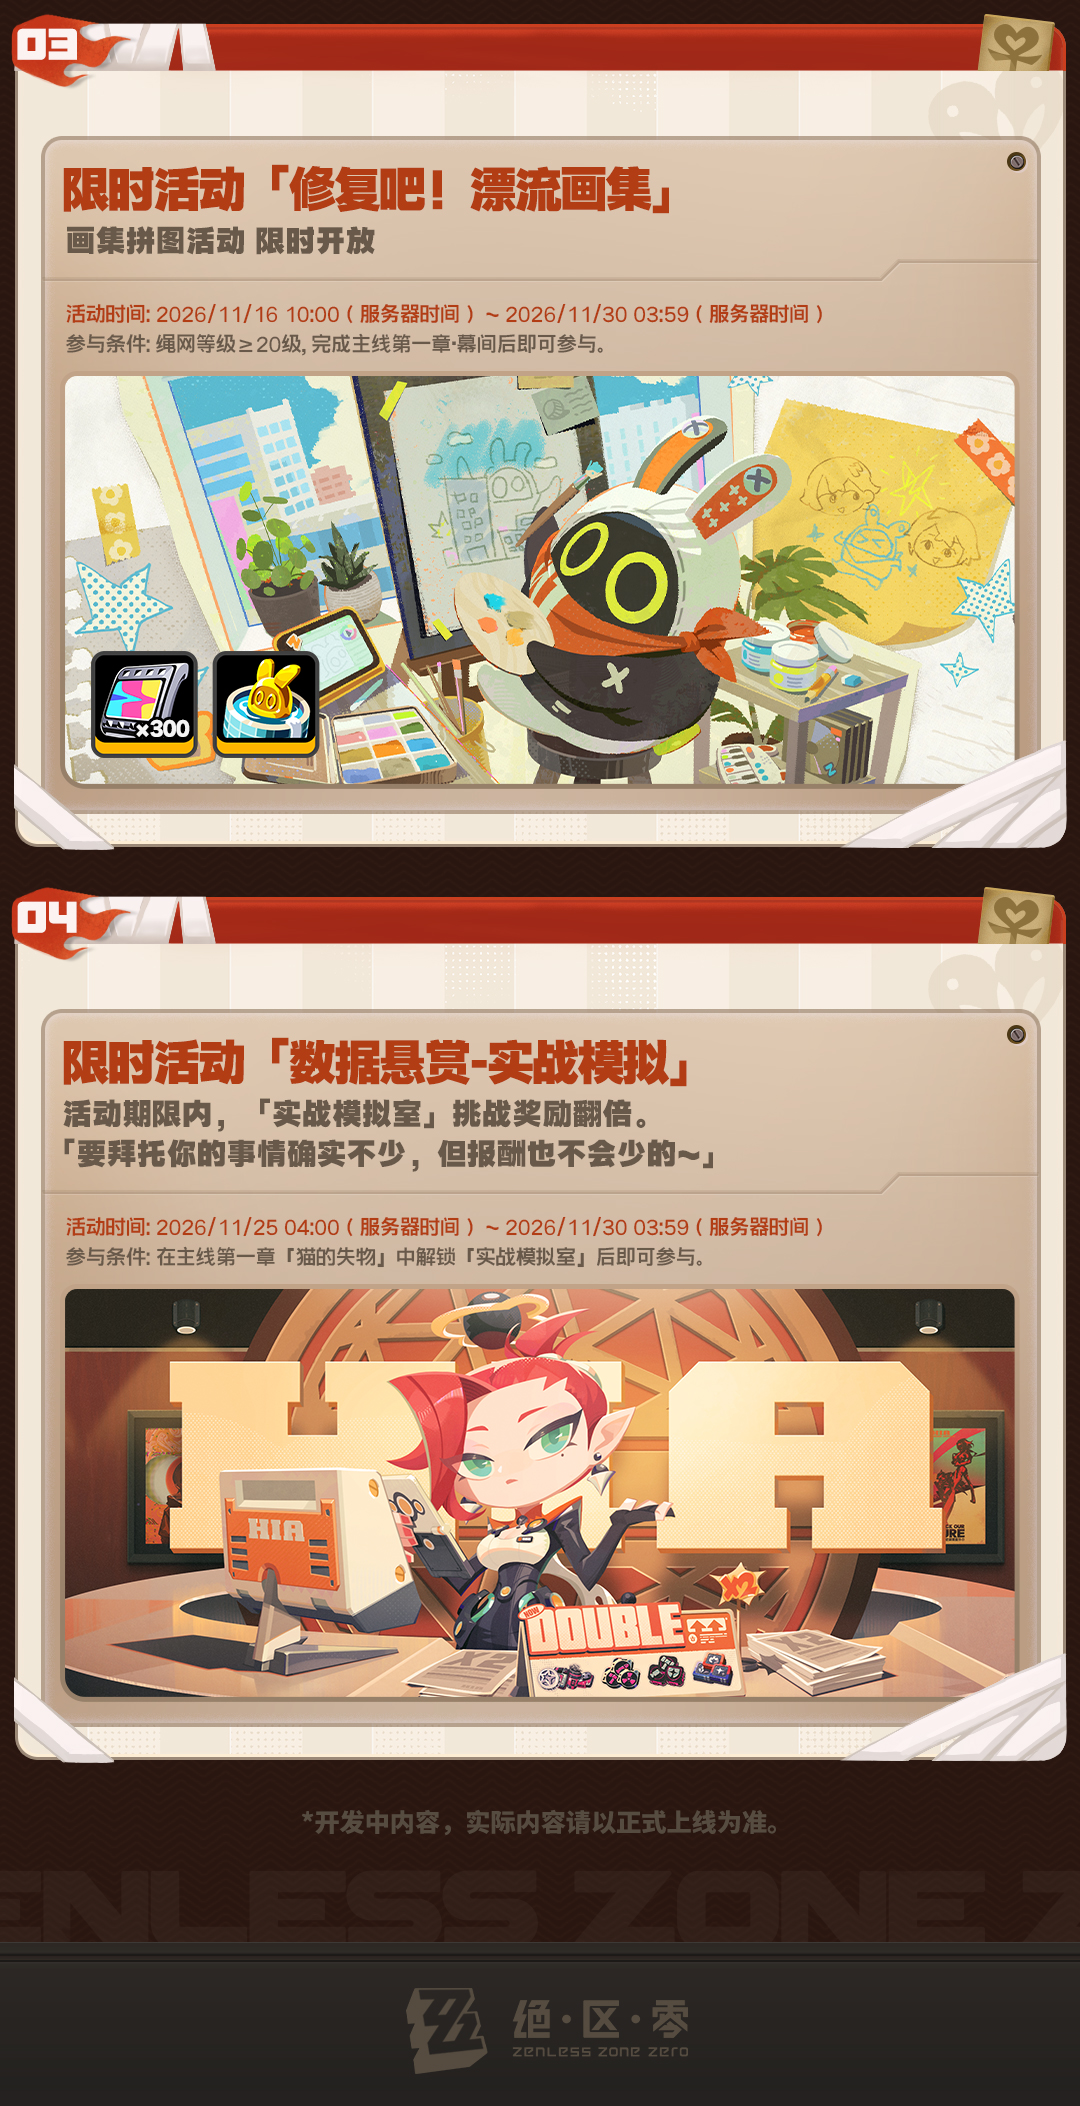 03
限时活动「修复吧！漂流画集」
画集拼图活动 限时开放
活动时间: 2026/11/16 10:00（服务器时间）~ 2026/11/30 03:59（服务器时间）
参与条件: 绳网等级≥20级, 完成主线第一章·幕间后即可参与。
×300
04
限时活动「数据悬赏-实战模拟」
活动期限内，「实战模拟室」挑战奖励翻倍。
「要拜托你的事情确实不少，但报酬也不会少的~」
活动时间: 2026/11/25 04:00（服务器时间）~ 2026/11/30 03:59（服务器时间）
参与条件: 在主线第一章『猫的失物』中解锁『实战模拟室』后即可参与。
HIA
HIA
X2
NOW
DOUBLE
X2
*开发中内容，实际内容请以正式上线为准。
ENLESS ZONE Z
绝·区·零
ZENLESS ZONE ZERO